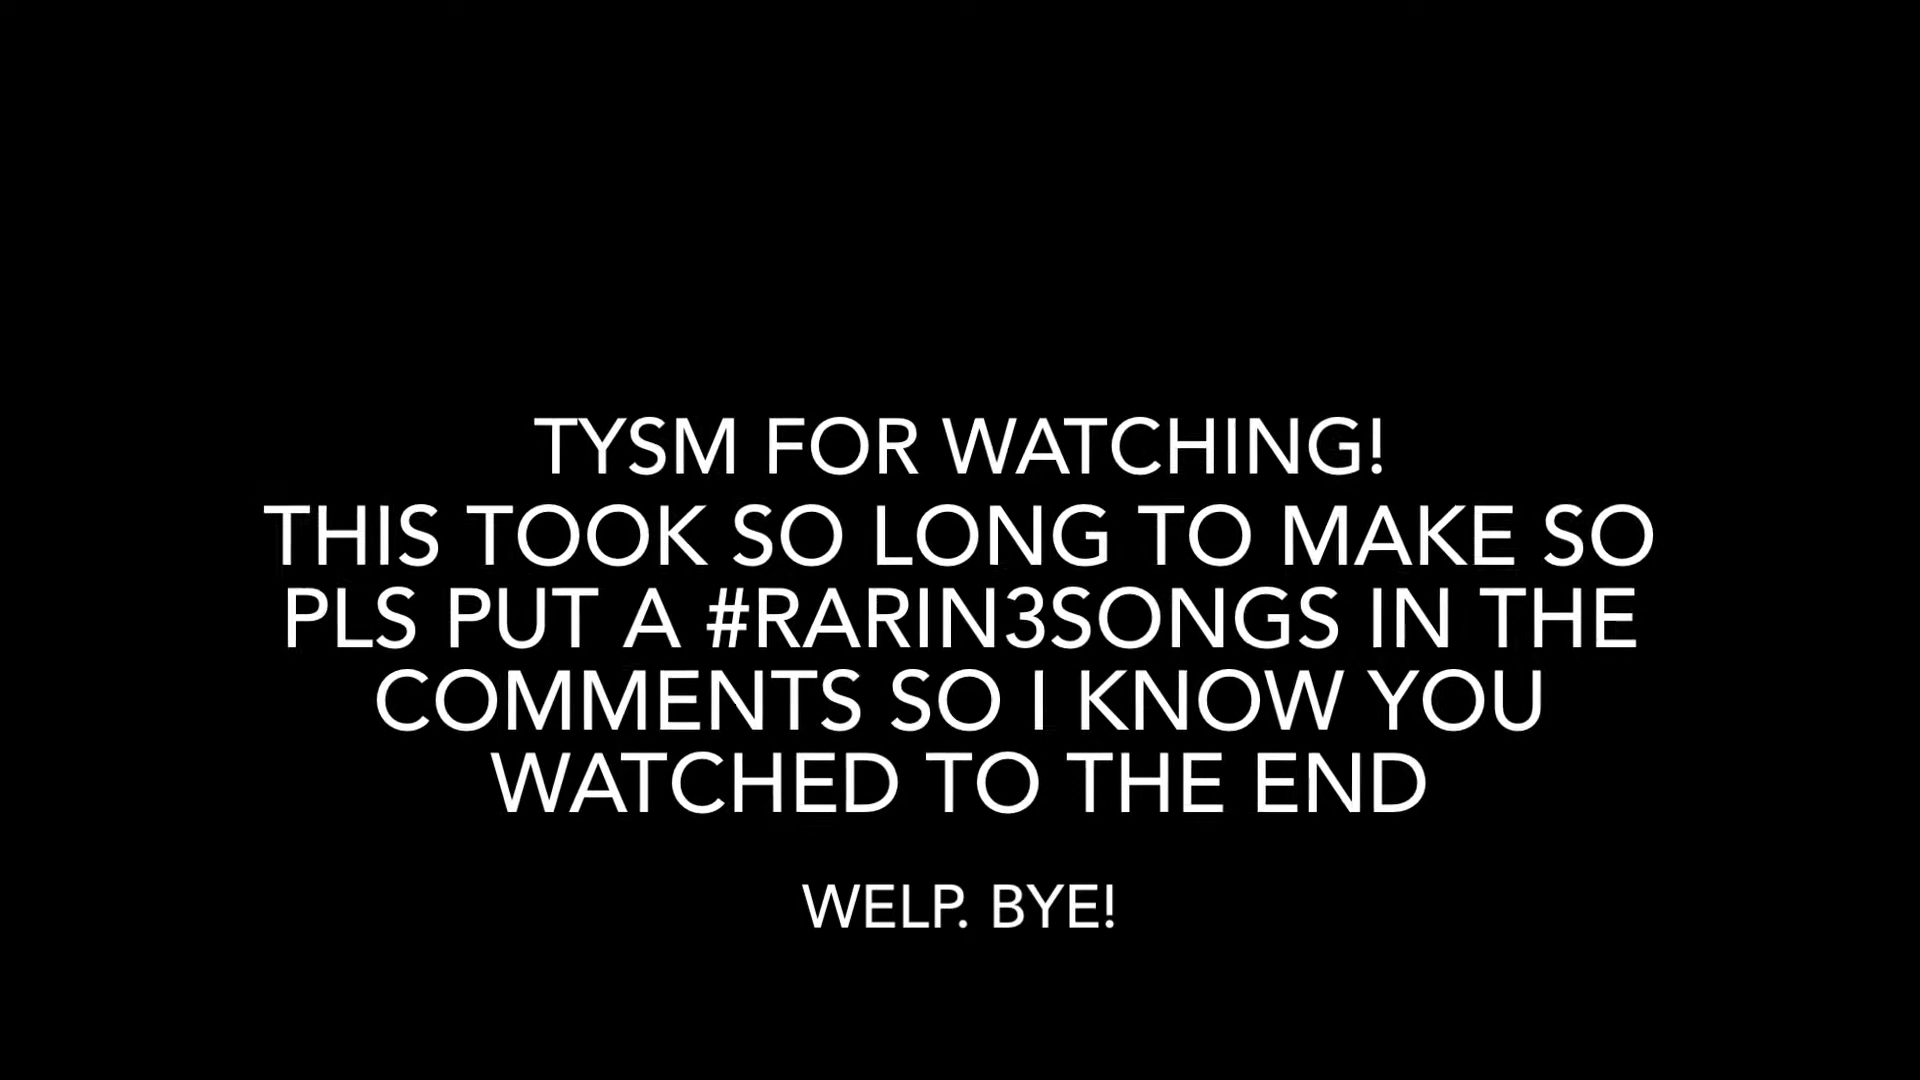 TYSM FOR WATCHING!
THIS TOOK SO LONG TO MAKE SO
PLS PUT A #RARIN3SONGS IN THE
COMMENTS SO I KNOW YOU
WATCHED TO THE END
WELP. BYE!